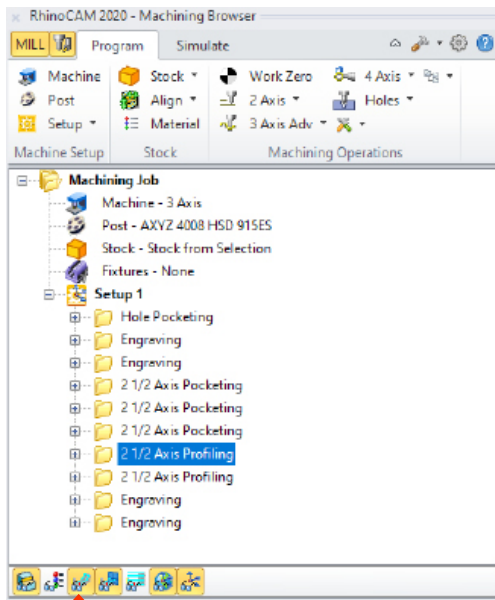 RhinoCAM 2020 - Machining Browser
MILL Program Simulate
Machine Stock Work Zero 4 Axis
Post Align 2 Axis Holes
Setup Material 3 Axis Adv
Machine Setup Stock Machining Operations
Machining Job
Machine - 3 Axis
Post - AXYZ 4008 HSD 915ES
Stock - Stock from Selection
Fixtures - None
Setup 1
Hole Pocketing
Engraving
Engraving
2 1/2 Axis Pocketing
2 1/2 Axis Pocketing
2 1/2 Axis Pocketing
2 1/2 Axis Profiling
2 1/2 Axis Profiling
Engraving
Engraving